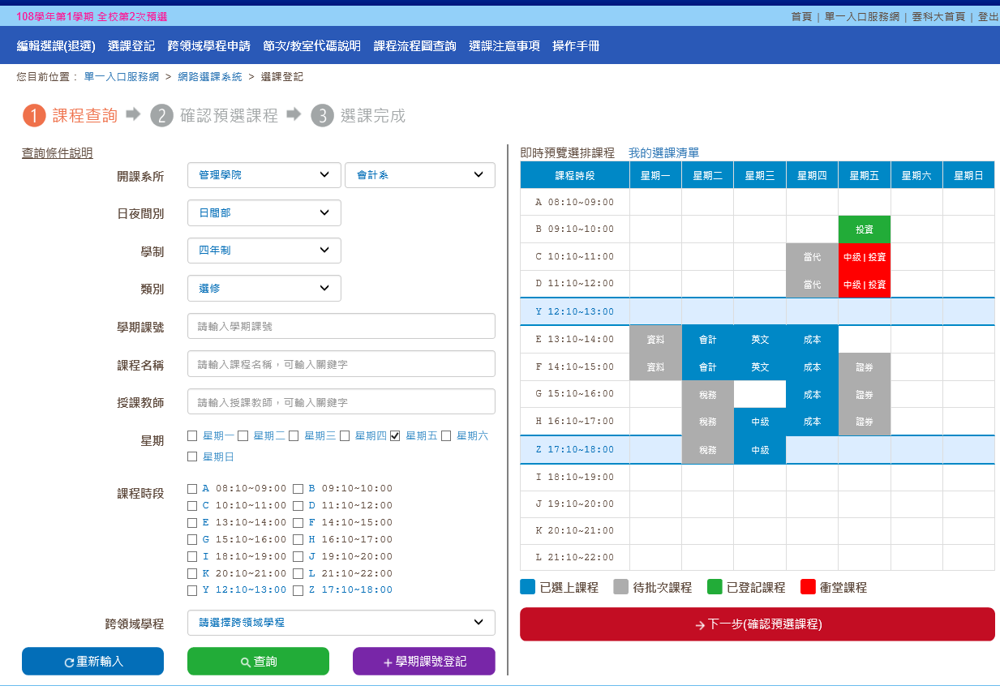 108學年第1學期 全校第2次預選
首頁 | 單一入口服務網 | 雲科大首頁 | 登出
編輯選課(退選) 選課登記 跨領域學程申請 節次/教室代碼說明 課程流程圖查詢 選課注意事項 操作手冊
您目前位置： 單一入口服務網 > 網路選課系統 > 選課登記
1 課程查詢 2 確認預選課程 3 選課完成
查詢條件說明
開課系所 管理學院 會計系
日夜間別 日間部
學制 四年制
類別 選修
學期課號 請輸入學期課號
課程名稱 請輸入課程名稱，可輸入關鍵字
授課教師 請輸入授課教師，可輸入關鍵字
星期 星期一 星期二 星期三 星期四 星期五 星期六
星期日
課程時段 A 08:10~09:00 B 09:10~10:00
C 10:10~11:00 D 11:10~12:00
E 13:10~14:00 F 14:10~15:00
G 15:10~16:00 H 16:10~17:00
I 18:10~19:00 J 19:10~20:00
K 20:10~21:00 L 21:10~22:00
Y 12:10~13:00 Z 17:10~18:00
跨領域學程 請選擇跨領域學程
重新輸入 查詢 學期課號登記
即時預覽選排課程 我的選課清單
課程時段 星期一 星期二 星期三 星期四 星期五 星期六 星期日
A 08:10~09:00
B 09:10~10:00 投資
C 10:10~11:00 當代 中級 | 投資
D 11:10~12:00 當代 中級 | 投資
Y 12:10~13:00
E 13:10~14:00 資料 會計 英文 成本
F 14:10~15:00 資料 會計 英文 成本 證券
G 15:10~16:00 稅務 成本 證券
H 16:10~17:00 稅務 中級 成本 證券
Z 17:10~18:00 稅務 中級
I 18:10~19:00
J 19:10~20:00
K 20:10~21:00
L 21:10~22:00
已選上課程 待批次課程 已登記課程 衝堂課程
下一步(確認預選課程)